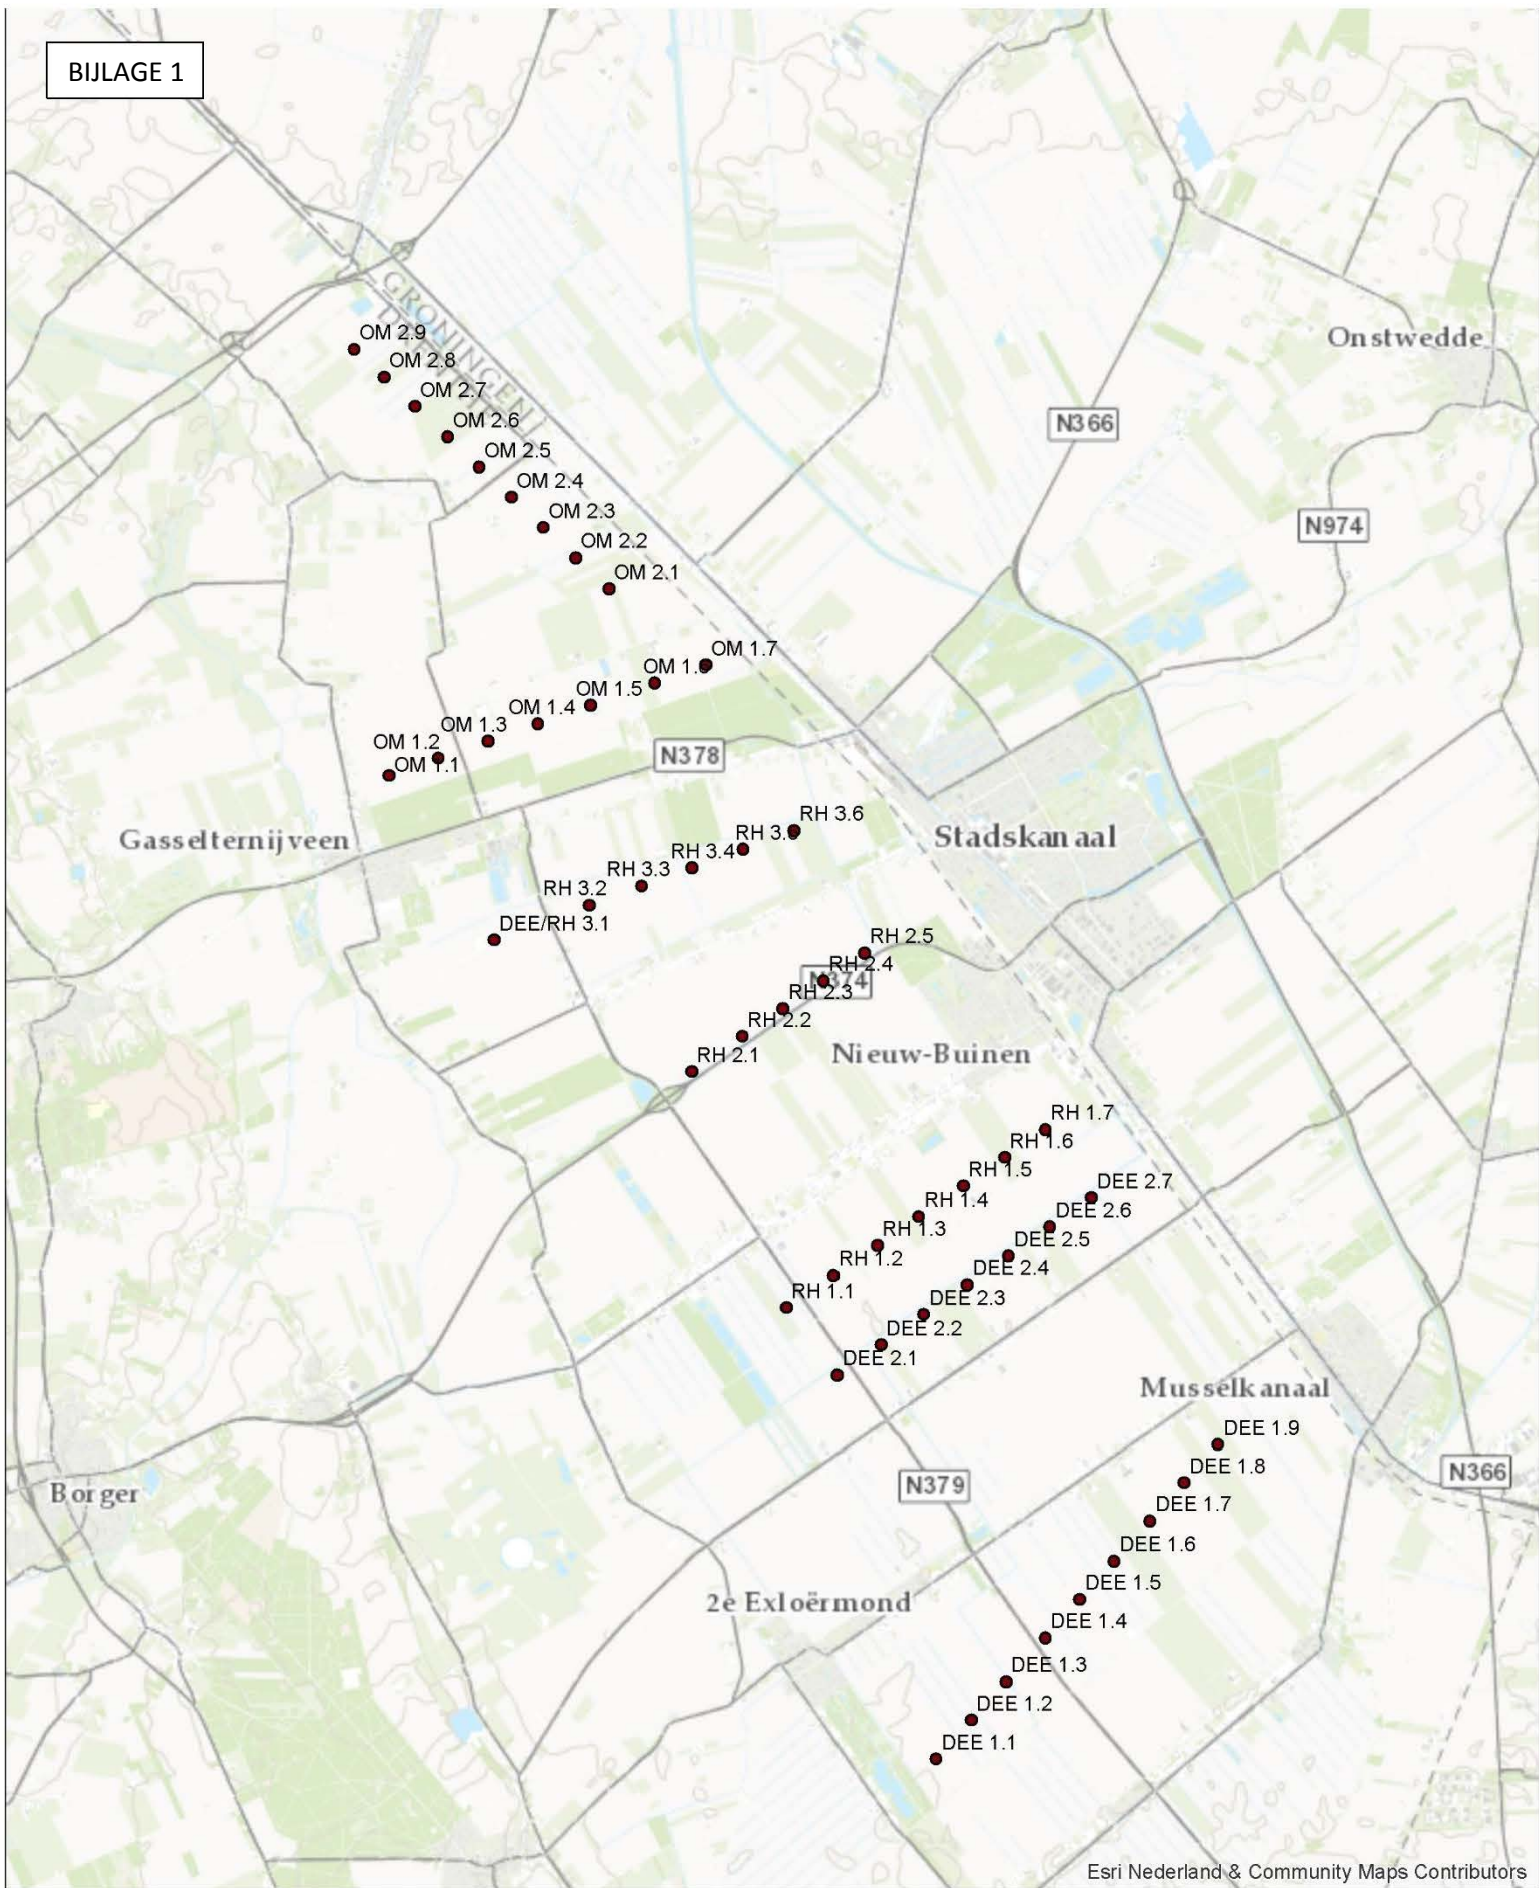 BIJLAGE 1
GRONINGEN
OM 2.9
OM 2.8
OM 2.7
OM 2.6
OM 2.5
OM 2.4
OM 2.3
OM 2.2
OM 2.1
Onstwedde
N366
N974
OM 1.7
OM 1.6
OM 1.5
OM 1.4
OM 1.3
OM 1.2
OM 1.1
N378
Gasselternijveen
Stadskanaal
RH 3.6
RH 3.5
RH 3.4
RH 3.3
RH 3.2
DEE/RH 3.1
RH 2.5
RH 2.4
N374
RH 2.3
RH 2.2
RH 2.1
Nieuw-Buinen
RH 1.7
RH 1.6
RH 1.5
RH 1.4
RH 1.3
RH 1.2
RH 1.1
DEE 2.7
DEE 2.6
DEE 2.5
DEE 2.4
DEE 2.3
DEE 2.2
DEE 2.1
Musselkanaal
DEE 1.9
DEE 1.8
DEE 1.7
DEE 1.6
DEE 1.5
DEE 1.4
DEE 1.3
DEE 1.2
DEE 1.1
N379
N366
Borger
2e Exloërmond
Esri Nederland & Community Maps Contributors